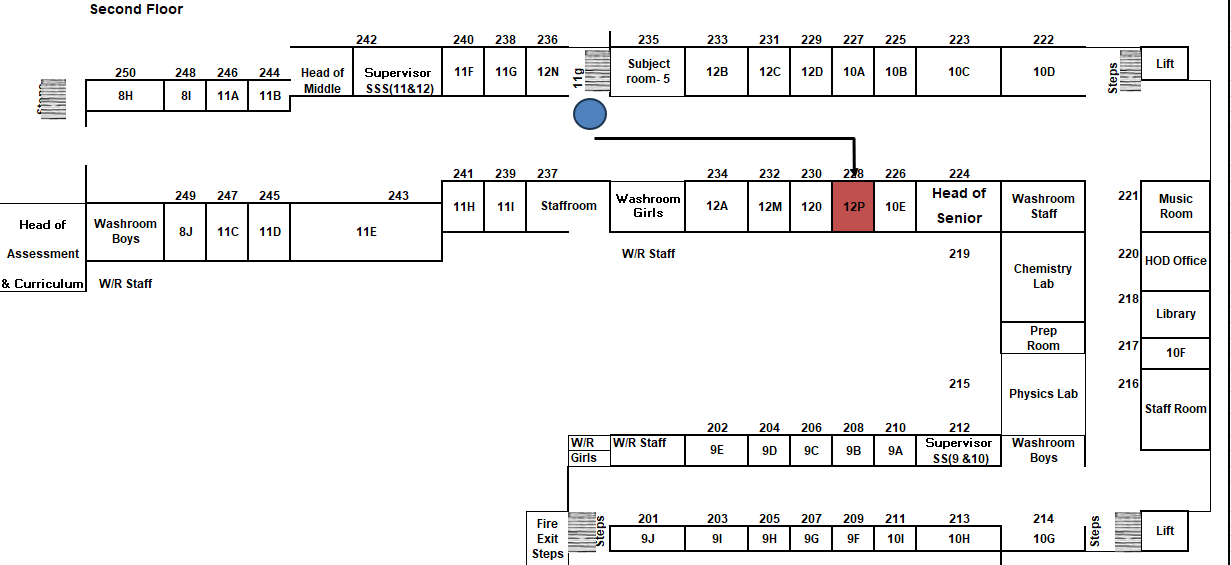 Second Floor
242 240 238 236 235 233 231 229 227 225 223 222
250 248 246 244
Head of Middle
Supervisor SSS(11&12)
11F 11G 12N
11g
Subject room- 5
12B 12C 12D 10A 10B 10C 10D
Steps
Lift
8H 8I 11A 11B
241 239 237 234 232 230 228 226 224
249 247 245 243
221
Head of Assessment & Curriculum
Washroom Boys
8J 11C 11D 11E
11H 11I Staffroom
Washroom Girls
12A 12M 120 12P 10E
Head of Senior
Washroom Staff
Music Room
W/R Staff
W/R Staff
219
Chemistry Lab
220
HOD Office
218
Library
Prep Room
217
10F
215
Physics Lab
216
Staff Room
202 204 206 208 210 212
W/R Girls
W/R Staff
9E 9D 9C 9B 9A
Supervisor SS(9 &10)
Washroom Boys
201 203 205 207 209 211 213 214
Fire Exit Steps
Steps
9J 9I 9H 9G 9F 10I 10H 10G
Steps
Lift